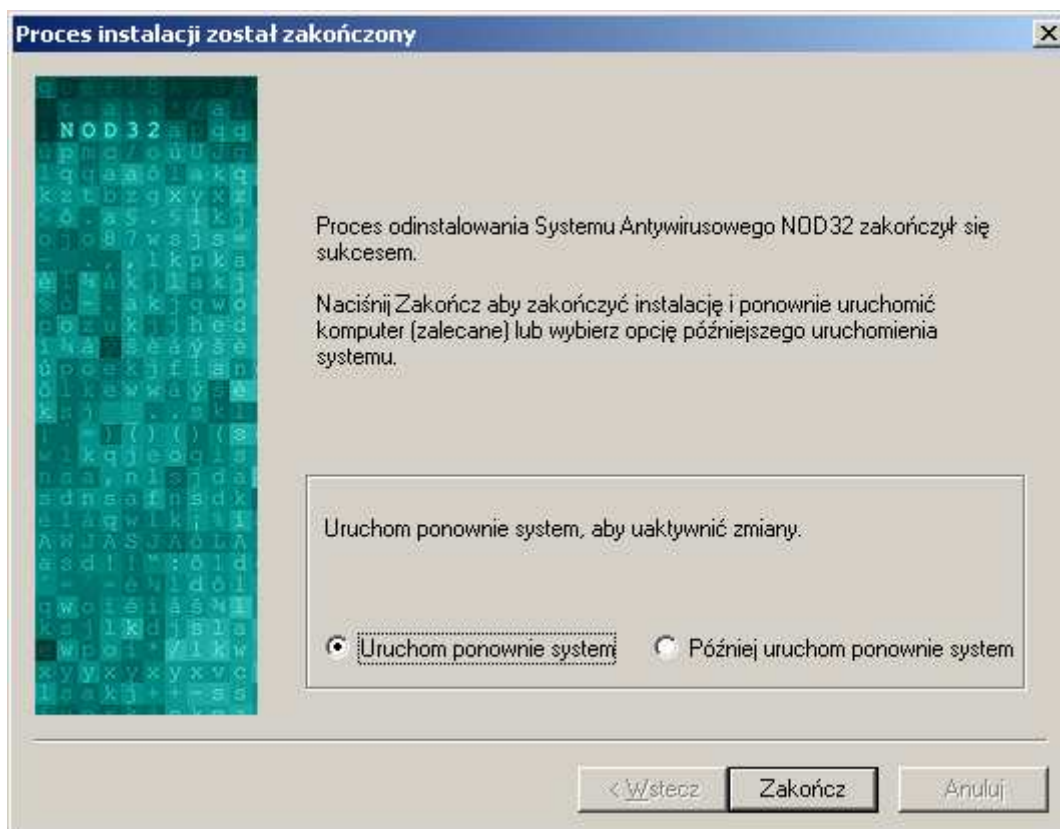 Proces instalacji został zakończony
NOD32
Proces odinstalowania Systemu Antywirusowego NOD32 zakończył się
sukcesem.
Naciśnij Zakończ aby zakończyć instalację i ponownie uruchomić
komputer (zalecane) lub wybierz opcję późniejszego uruchomienia
systemu.
Uruchom ponownie system, aby uaktywnić zmiany.
Uruchom ponownie system Później uruchom ponownie system
< Wstecz Zakończ Anuluj